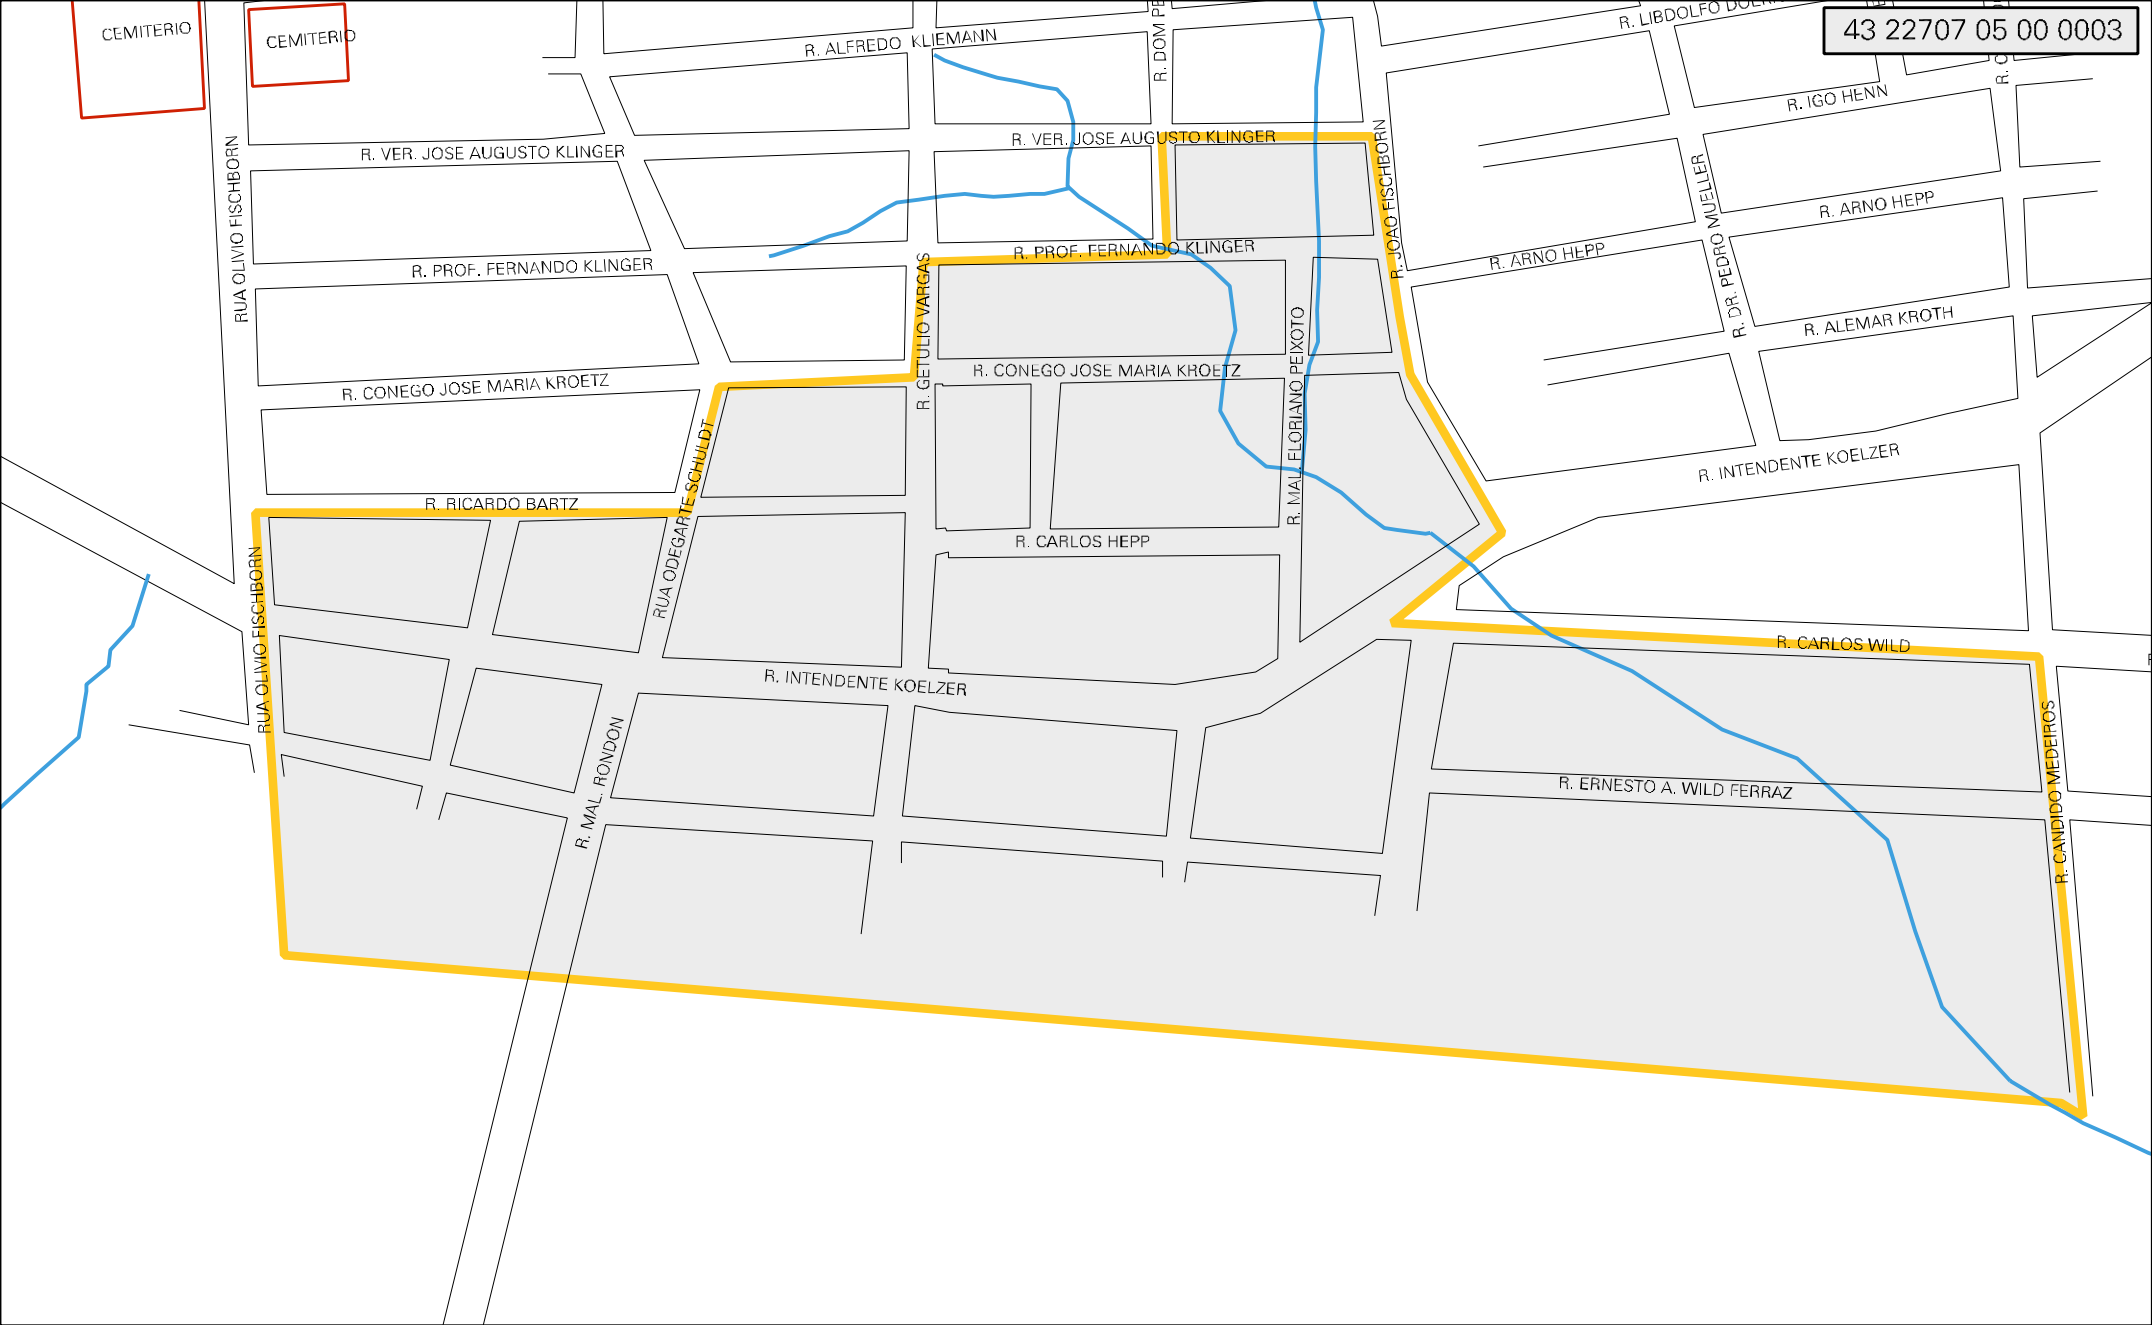 CEMITERIO
CEMITERIO
R. ALFREDO KLIEMANN
R. DOM
R. LIBDOLFO
43 22707 05 00 0003
R. IGO HENN
R. VER. JOSE AUGUSTO KLINGER
R. VER. JOSE AUGUSTO KLINGER
RUA OLIVIO FISCHBORN
R. JOAO FISCHBORN
R. DR. PEDRO MUELLER
R. ARNO HEPP
R. ARNO HEPP
R. PROF. FERNANDO KLINGER
R. PROF. FERNANDO KLINGER
R. GETULIO VARGAS
R. MAL. FLORIANO PEIXOTO
R. ALEMAR KROTH
R. CONEGO JOSE MARIA KROETZ
R. CONEGO JOSE MARIA KROETZ
RUA ODEGARTE SCHULDT
R. INTENDENTE KOELZER
R. RICARDO BARTZ
R. CARLOS HEPP
RUA OLIVIO FISCHBORN
R. CARLOS WILD
R. INTENDENTE KOELZER
R. MAL. RONDON
R. CANDIDO MEDEIROS
R. ERNESTO A. WILD FERRAZ